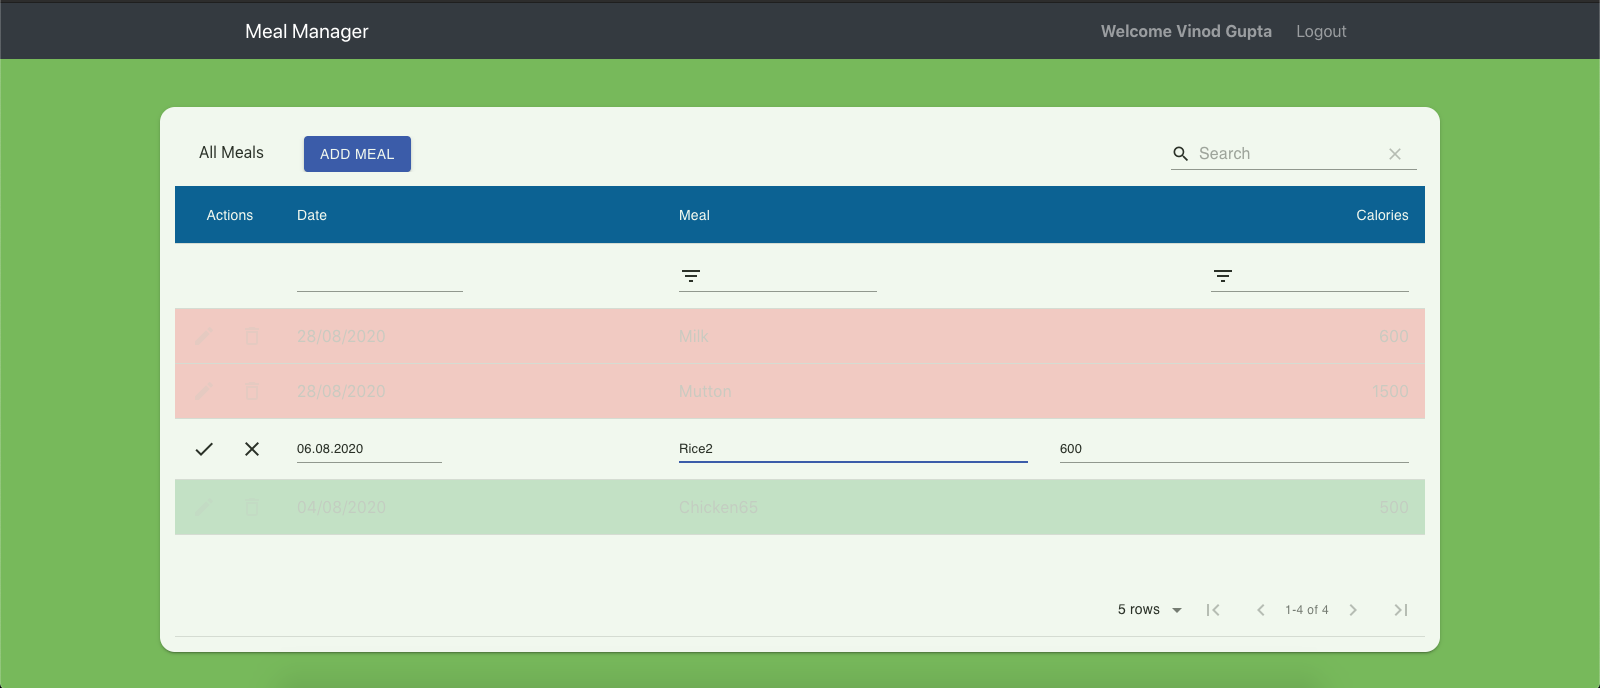 Meal Manager Welcome Vinod Gupta Logout
All Meals ADD MEAL Search
Actions Date Meal Calories
28/08/2020 Milk 600
28/08/2020 Mutton 1500
06.08.2020 Rice2 600
04/08/2020 Chicken65 500
5 rows 1-4 of 4